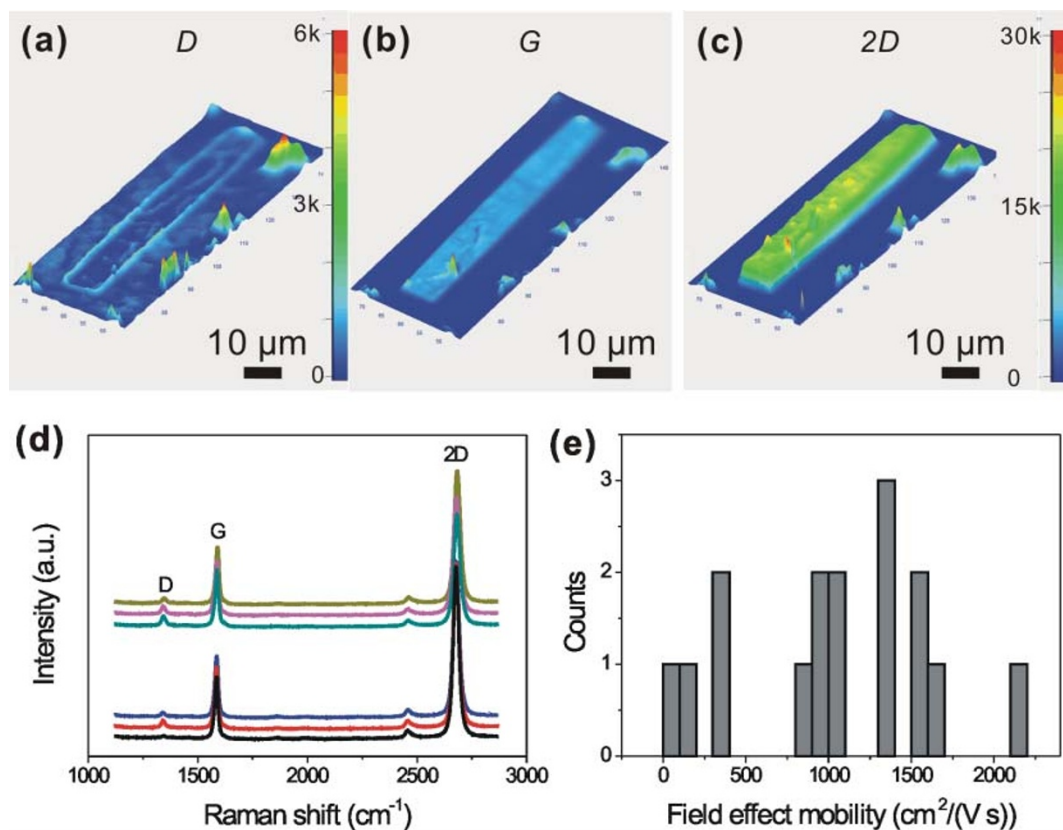 (a) D
6k
3k
0
10 µm
(b) G
10 µm
(c) 2D
30k
15k
0
10 µm
(d)
D
G
2D
Intensity (a.u.)
1000 1500 2000 2500 3000
Raman shift (cm-1)
(e)
Counts
3
2
1
0
0 500 1000 1500 2000
Field effect mobility (cm2/(V s))